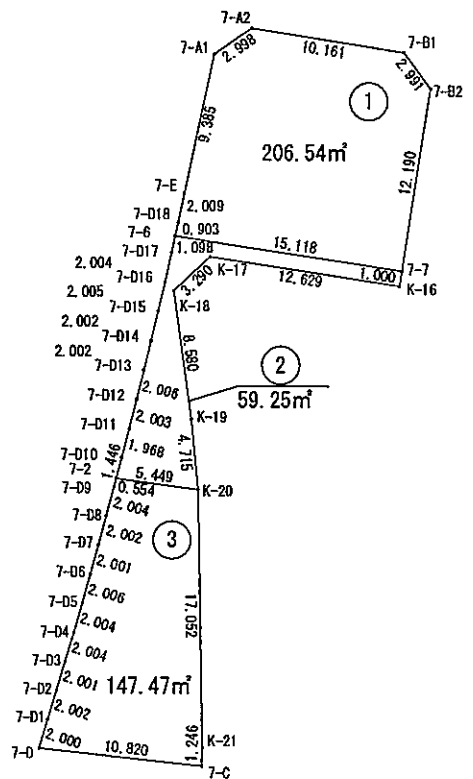 7-A2
7-A1
2.998
10.161
7-B1
2.991
7-B2
①
9.385
206.54㎡
12.190
7-E
7-D18
2.009
7-6
0.903
7-D17
1.098
15.118
2.004
7-D16
3.290
K-17
12.629
1.000
7-7
K-16
2.005
7-D15
K-18
2.002
7-D14
8.580
2.002
7-D13
②
59.25㎡
7-D12
2.006
K-19
7-D11
2.003
4.715
7-D10
1.968
7-2
1.446
5.449
K-20
7-D9
0.554
7-D8
2.004
③
7-D7
2.002
7-D6
2.001
7-D5
2.006
17.052
7-D4
2.004
7-D3
2.004
7-D2
2.001
147.47㎡
7-D1
2.002
7-D
2.000
10.820
1.246
K-21
7-C